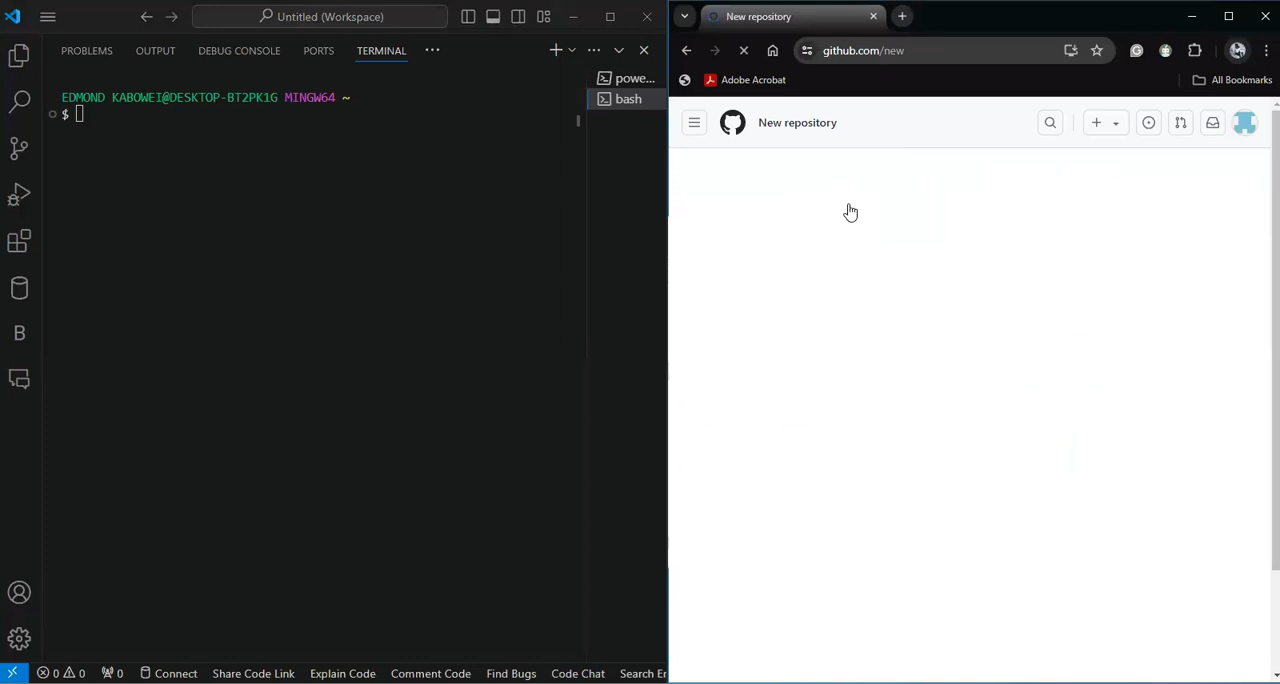 Untitled (Workspace)
PROBLEMS OUTPUT DEBUG CONSOLE PORTS TERMINAL
powe...
bash
EDMOND KABOWEI@DESKTOP-BT2PK1G MINGW64 ~
$
B
0 0 0 Connect Share Code Link Explain Code Comment Code Find Bugs Code Chat Search Er
New repository
github.com/new
Adobe Acrobat All Bookmarks
New repository